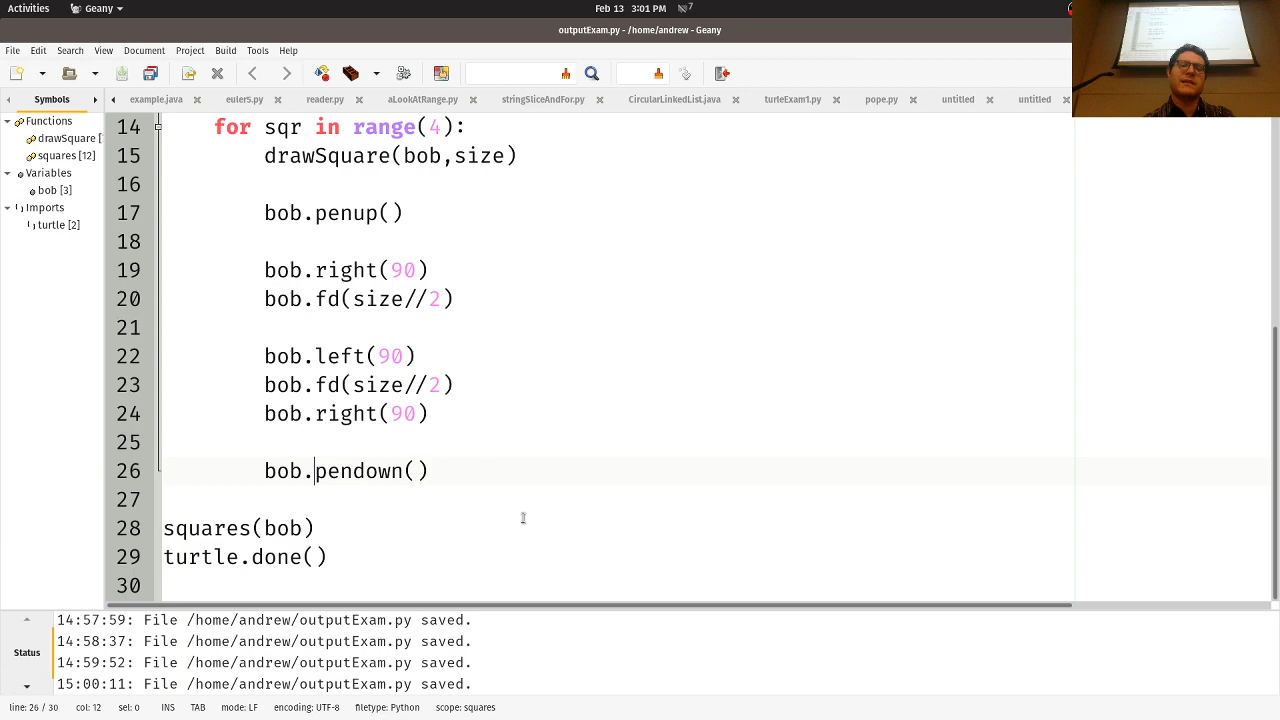 Activities Geany Feb 13 3:01 PM
outputExam.py - /home/andrew - Geany
File Edit Search View Document Project Build Tools
Symbols example.java euler5.py reader.py aLookAtRange.py stringSliceAndFor.py CircularLinkedList.java turtleExam1.py pope.py untitled untitled
Functions
drawSquare [
squares [12]
Variables
bob [3]
Imports
turtle [2]
14 for sqr in range(4):
15 drawSquare(bob,size)
16
17 bob.penup()
18
19 bob.right(90)
20 bob.fd(size//2)
21
22 bob.left(90)
23 bob.fd(size//2)
24 bob.right(90)
25
26 bob.pendown()
27
28 squares(bob)
29 turtle.done()
30
Status
14:57:59: File /home/andrew/outputExam.py saved.
14:58:37: File /home/andrew/outputExam.py saved.
14:59:52: File /home/andrew/outputExam.py saved.
15:00:11: File /home/andrew/outputExam.py saved.
line: 26 / 30 col: 12 sel: 0 INS TAB mode: LF encoding: UTF-8 filetype: Python scope: squares